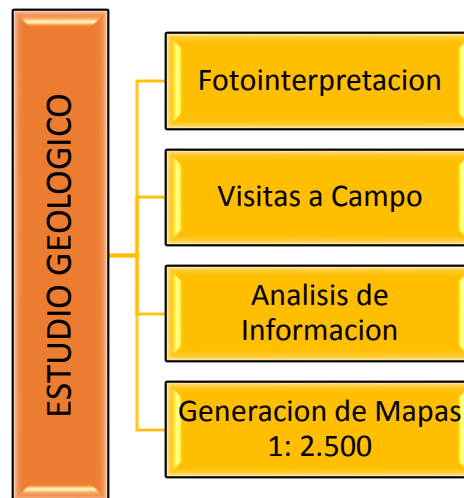 ESTUDIO GEOLOGICO
Fotointerpretacion
Visitas a Campo
Analisis de
Informacion
Generacion de Mapas
1: 2.500